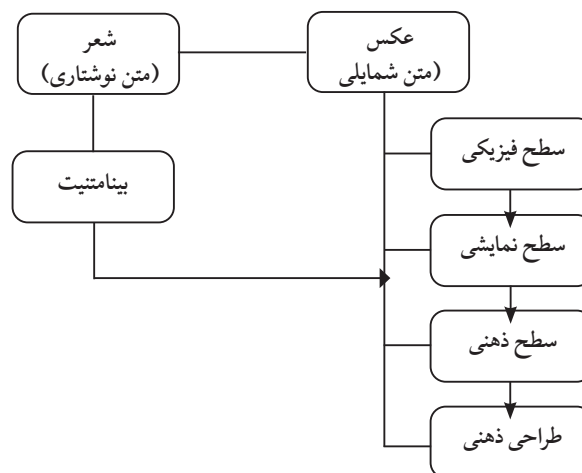 عکس
(متن شمایلی)
شعر
(متن نوشتاری)
سطح فیزیکی
بینامتنیت
سطح نمایشی
سطح ذهنی
طراحی ذهنی